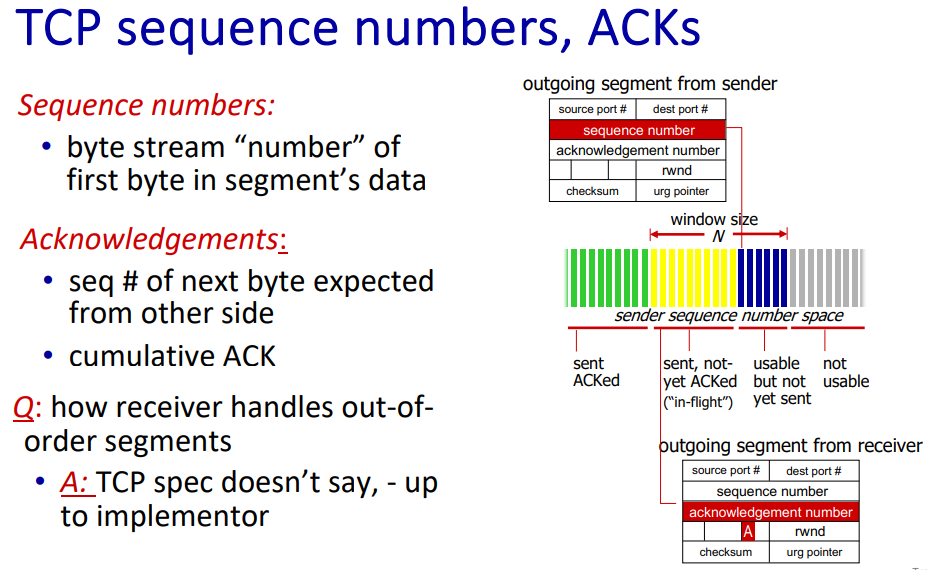 TCP sequence numbers, ACKs
Sequence numbers:
• byte stream “number” of
first byte in segment’s data
Acknowledgements:
• seq # of next byte expected
from other side
• cumulative ACK
Q: how receiver handles out-of-
order segments
• A: TCP spec doesn’t say, - up
to implementor
outgoing segment from sender
source port # dest port #
sequence number
acknowledgement number
rwnd
checksum urg pointer
window size
N
sender sequence number space
sent
ACKed
sent, not-
yet ACKed
(“in-flight”)
usable
but not
yet sent
not
usable
outgoing segment from receiver
source port # dest port #
sequence number
acknowledgement number
A rwnd
checksum urg pointer